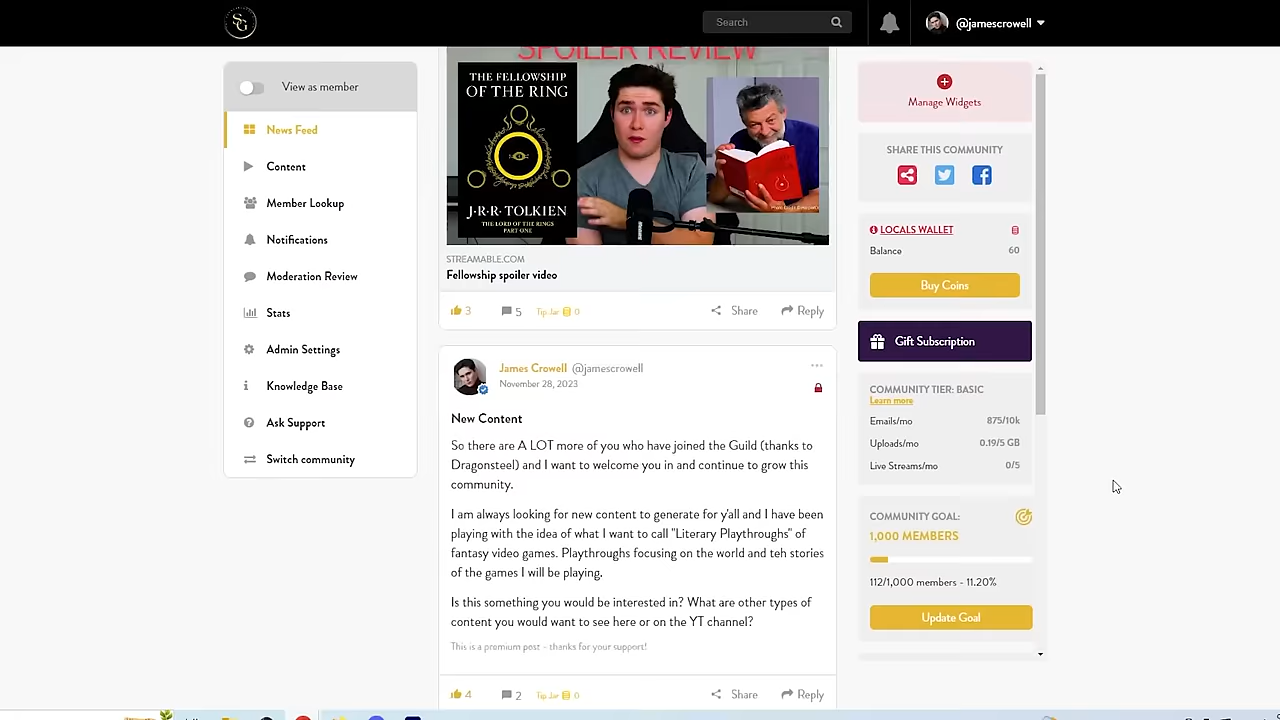 SG
Search
@jamescrowell
View as member
News Feed
Content
Member Lookup
Notifications
Moderation Review
Stats
Admin Settings
Knowledge Base
Ask Support
Switch community
SPOILER REVIEW
THE FELLOWSHIP
OF THE RING
J·R·R·TOLKIEN
THE LORD OF THE RINGS
PART ONE
STREAMABLE.COM
Fellowship spoiler video
3
5
Tip Jar 0
Share
Reply
James Crowell @jamescrowell
November 28, 2023
New Content
So there are A LOT more of you who have joined the Guild (thanks to
Dragonsteel) and I want to welcome you in and continue to grow this
community.
I am always looking for new content to generate for y'all and I have been
playing with the idea of what I want to call "Literary Playthroughs" of
fantasy video games. Playthroughs focusing on the world and teh stories
of the games I will be playing.
Is this something you would be interested in? What are other types of
content you would want to see here or on the YT channel?
This is a premium post - thanks for your support!
4
2
Tip Jar 0
Share
Reply
Manage Widgets
SHARE THIS COMMUNITY
LOCALS WALLET
Balance 60
Buy Coins
Gift Subscription
COMMUNITY TIER: BASIC
Learn more
Emails/mo 875/10k
Uploads/mo 0.19/5 GB
Live Streams/mo 0/5
COMMUNITY GOAL:
1,000 MEMBERS
112/1,000 members - 11.20%
Update Goal